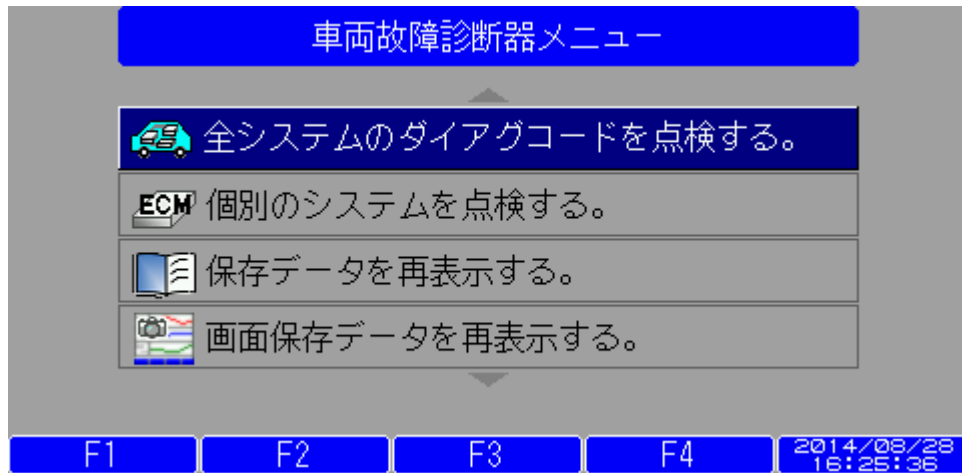 車両故障診断器メニュー
全システムのダイアグコードを点検する。
ECM 個別のシステムを点検する。
保存データを再表示する。
画面保存データを再表示する。
F1 F2 F3 F4 2014/08/28
16:25:36